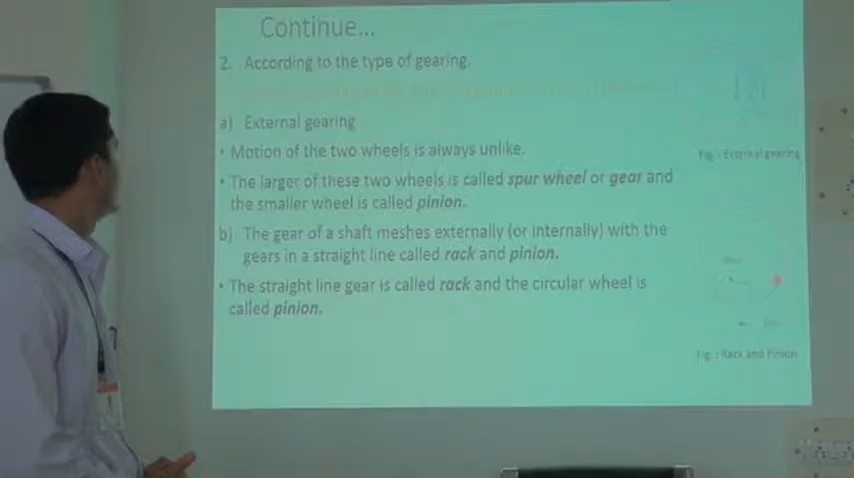 Continue...
2. According to the type of gearing.
a) External gearing
• Motion of the two wheels is always unlike.
• The larger of these two wheels is called spur wheel or gear and
the smaller wheel is called pinion.
b) The gear of a shaft meshes externally (or internally) with the
gears in a straight line called rack and pinion.
• The straight line gear is called rack and the circular wheel is
called pinion.
Fig. : External gearing
Fig. : Rack and Pinion